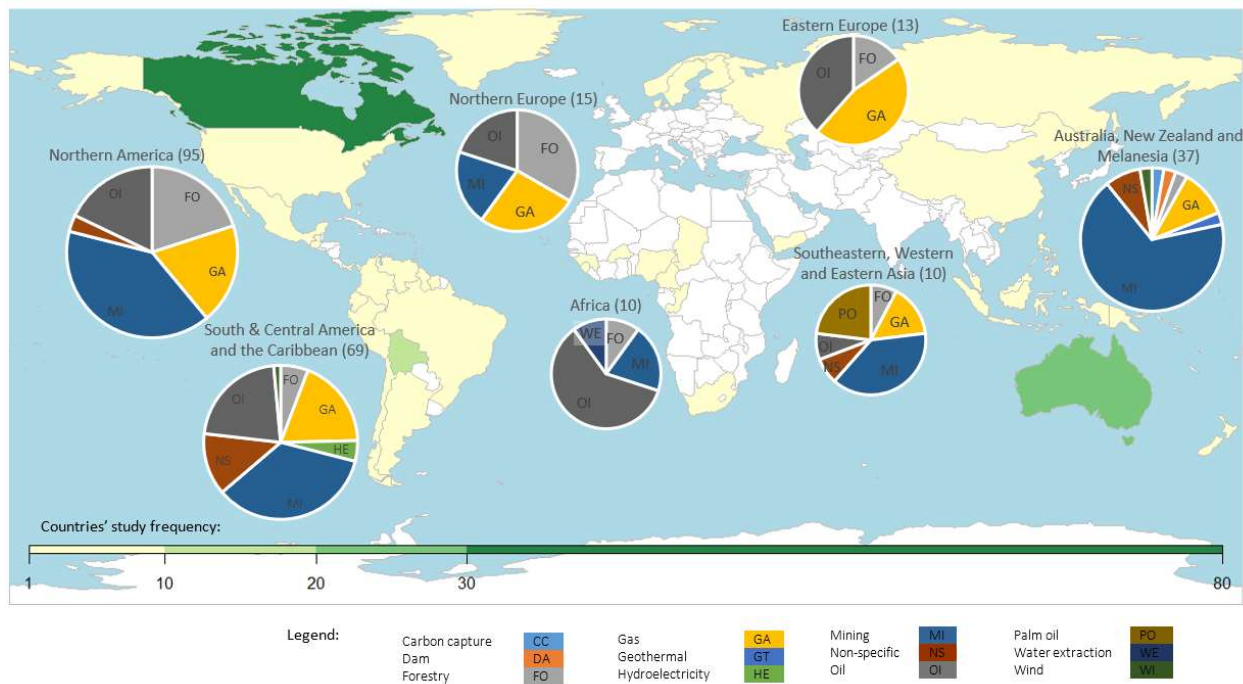 Eastern Europe (13)
FO
OI
GA
Northern Europe (15)
OI
FO
MI
GA
Australia, New Zealand and
Melanesia (37)
NS
GA
MI
Northern America (95)
OI
FO
GA
MI
Southeastern, Western
and Eastern Asia (10)
FO
PO
GA
OI
NS
MI
Africa (10)
WE
FO
MI
OI
South & Central America
and the Caribbean (69)
FO
OI
GA
HE
NS
MI
Countries' study frequency:
1 10 20 30 80
Legend:
Carbon capture CC Gas GA Mining MI Palm oil PO
Dam DA Geothermal GT Non-specific NS Water extraction WE
Forestry FO Hydroelectricity HE Oil OI Wind WI